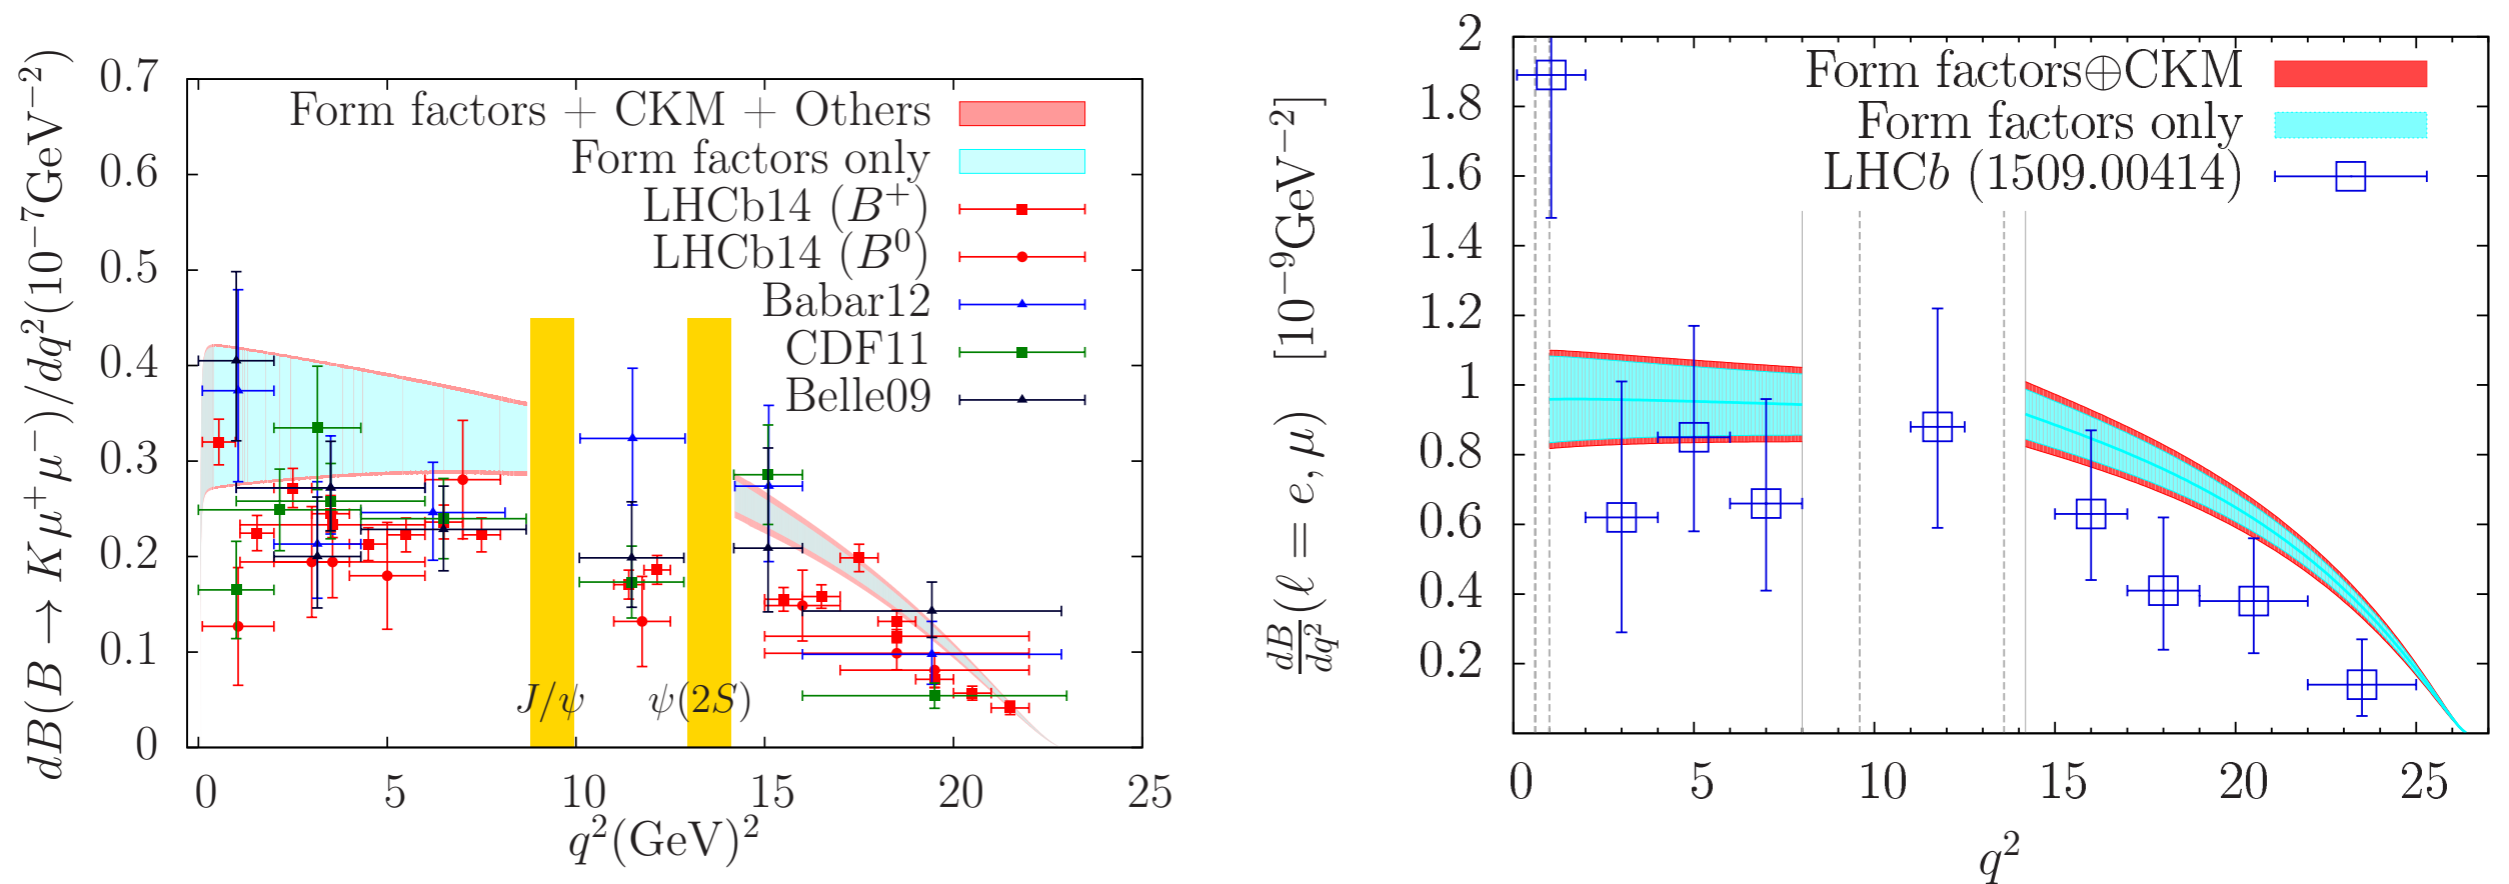 dB(B → Kμ⁺μ⁻)/dq²(10⁻⁷GeV⁻²)
0.7
0.6
0.5
0.4
0.3
0.2
0.1
0
Form factors + CKM + Others
Form factors only
LHCb14 (B⁺)
LHCb14 (B⁰)
Babar12
CDF11
Belle09
J/ψ
ψ(2S)
0 5 10 15 20 25
q²(GeV)²
dB/dq² (ℓ = e, μ) [10⁻⁹GeV⁻²]
2
1.8
1.6
1.4
1.2
1
0.8
0.6
0.4
0.2
Form factors⊕CKM
Form factors only
LHCb (1509.00414)
0 5 10 15 20 25
q²